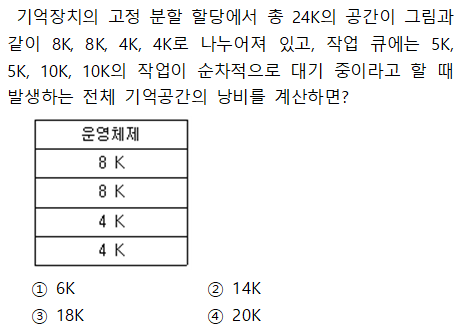 기억장치의 고정 분할 할당에서 총 24K의 공간이 그림과
같이 8K, 8K, 4K, 4K로 나누어져 있고, 작업 큐에는 5K,
5K, 10K, 10K의 작업이 순차적으로 대기 중이라고 할 때
발생하는 전체 기억공간의 낭비를 계산하면?
운영체제
8 K
8 K
4 K
4 K
① 6K ② 14K
③ 18K ④ 20K